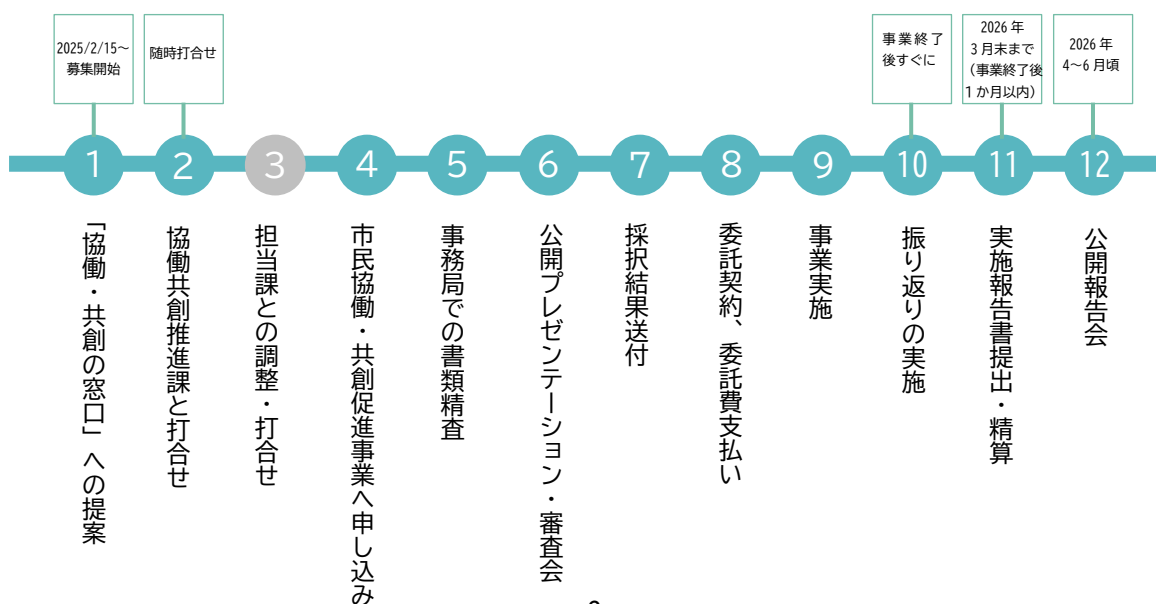 2025/2/15～
募集開始
随時打合せ
事業終了
後すぐに
2026年
3月末まで
（事業終了後
1か月以内）
2026年
4～6月頃
1
2
3
4
5
6
7
8
9
10
11
12
「協働・共創の窓口」への提案
協働共創推進課と打合せ
担当課との調整・打合せ
市民協働・共創促進事業へ申し込み
事務局での書類精査
公開プレゼンテーション・審査会
採択結果送付
委託契約、委託費支払い
事業実施
振り返りの実施
実施報告書提出・精算
公開報告会